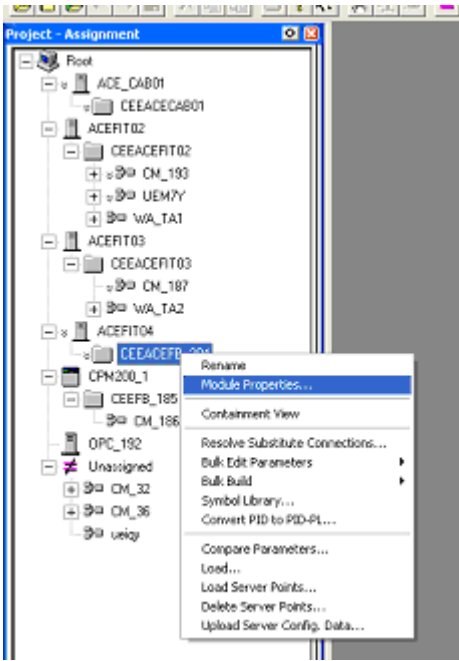 Project - Assignment
Root
ACE_CAB01
CEEACECAB01
ACEFIT02
CEEACEFIT02
CM_193
UEM7Y
WA_TA1
ACEFIT03
CEEACEFIT03
CM_187
WA_TA2
ACEFIT04
CPM200_1
CEEFB_185
CM_186
OPC_192
Unassigned
CM_32
CM_36
Rename
Module Properties...
Containment View
Resolve Substitute Connections...
Bulk Edit Parameters
Bulk Build
Symbol Library...
Convert PID to PID-PL...
Compare Parameters...
Load...
Load Server Points...
Delete Server Points...
Upload Server Config. Data...